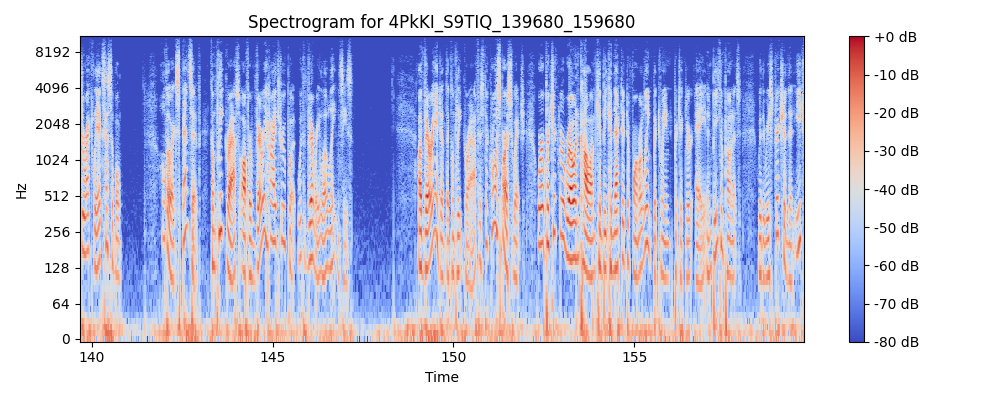 Spectrogram for 4PkKI_S9TIQ_139680_159680
8192
4096
2048
1024
512
256
128
64
0
Hz
140
145
150
155
Time
+0 dB
-10 dB
-20 dB
-30 dB
-40 dB
-50 dB
-60 dB
-70 dB
-80 dB